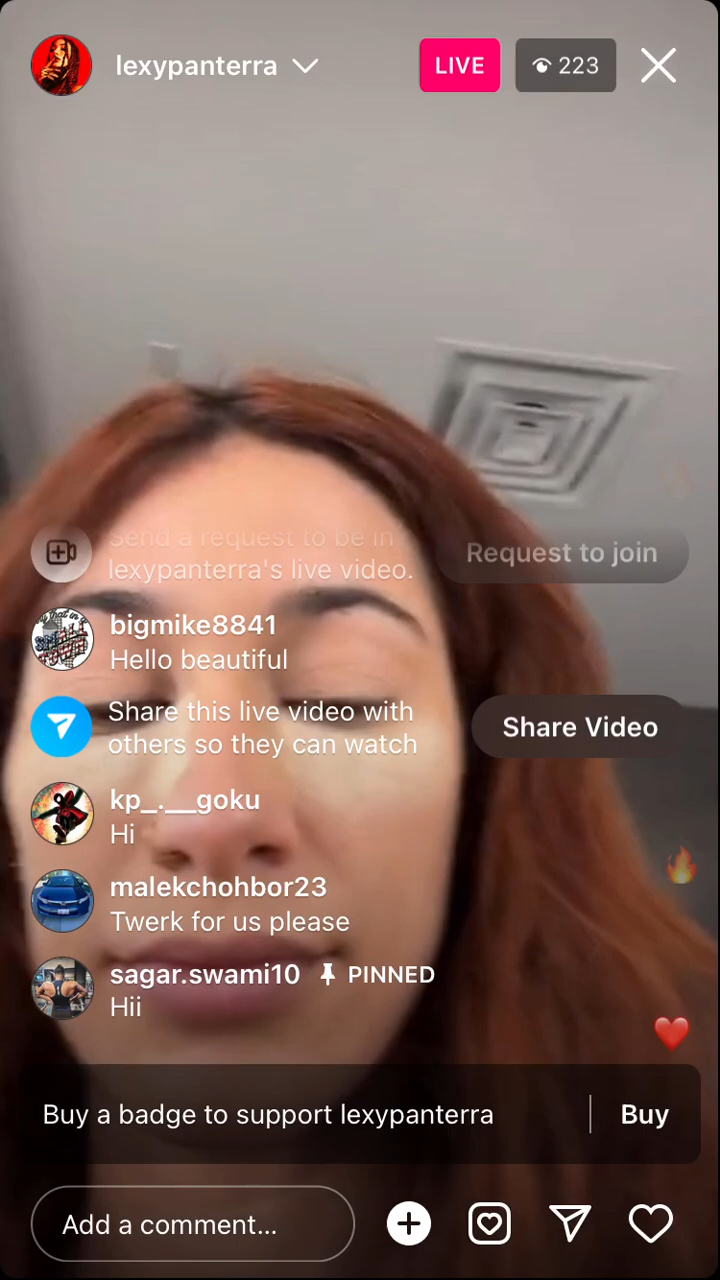 lexypanterra
LIVE
223
Send a request to be in
lexypanterra's live video.
Request to join
bigmike8841
Hello beautiful
Share this live video with
others so they can watch
Share Video
kp_.__goku
Hi
malekchohbor23
Twerk for us please
sagar.swami10 PINNED
Hii
Buy a badge to support lexypanterra
Buy
Add a comment...